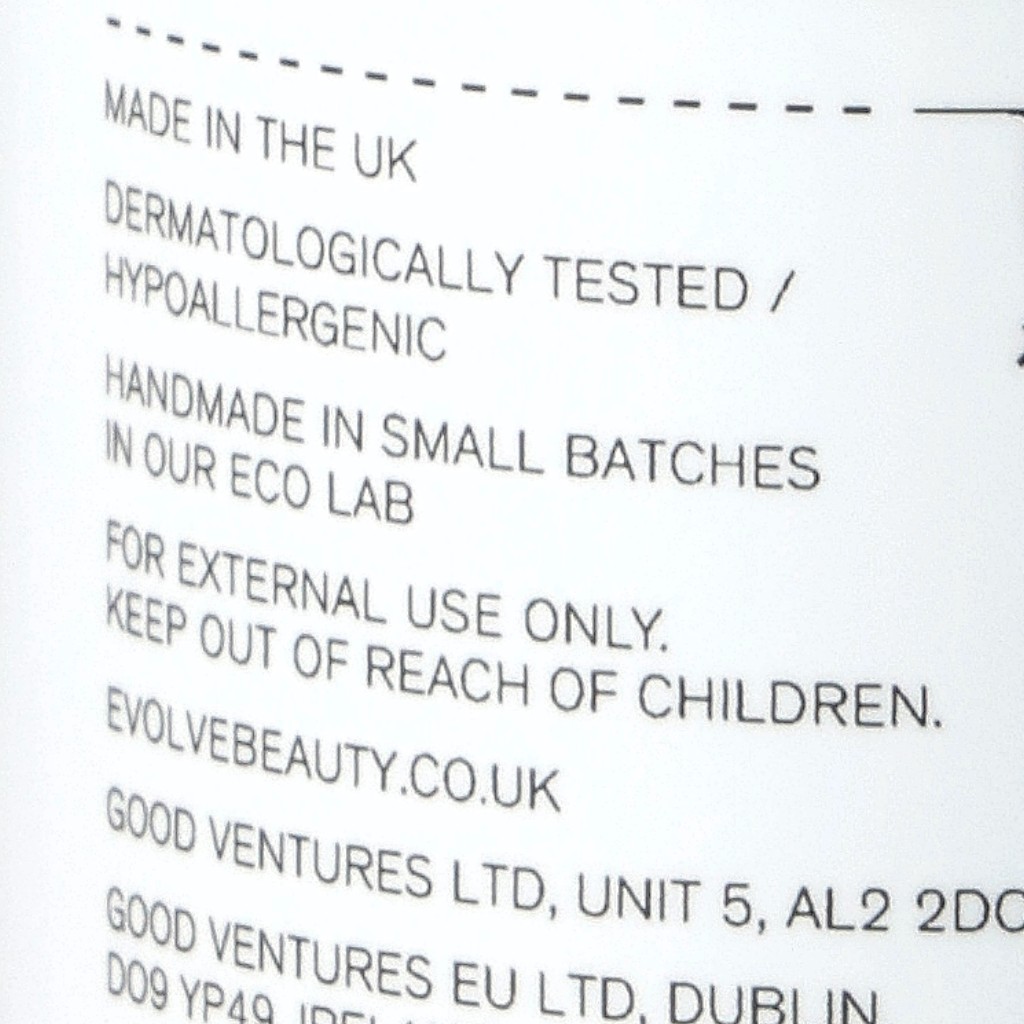 MADE IN THE UK
DERMATOLOGICALLY TESTED /
HYPOALLERGENIC
HANDMADE IN SMALL BATCHES
IN OUR ECO LAB
FOR EXTERNAL USE ONLY.
KEEP OUT OF REACH OF CHILDREN.
EVOLVEBEAUTY.CO.UK
GOOD VENTURES LTD, UNIT 5, AL2
GOOD VENTURES EU LTD, DUBLIN
D09 YP49,